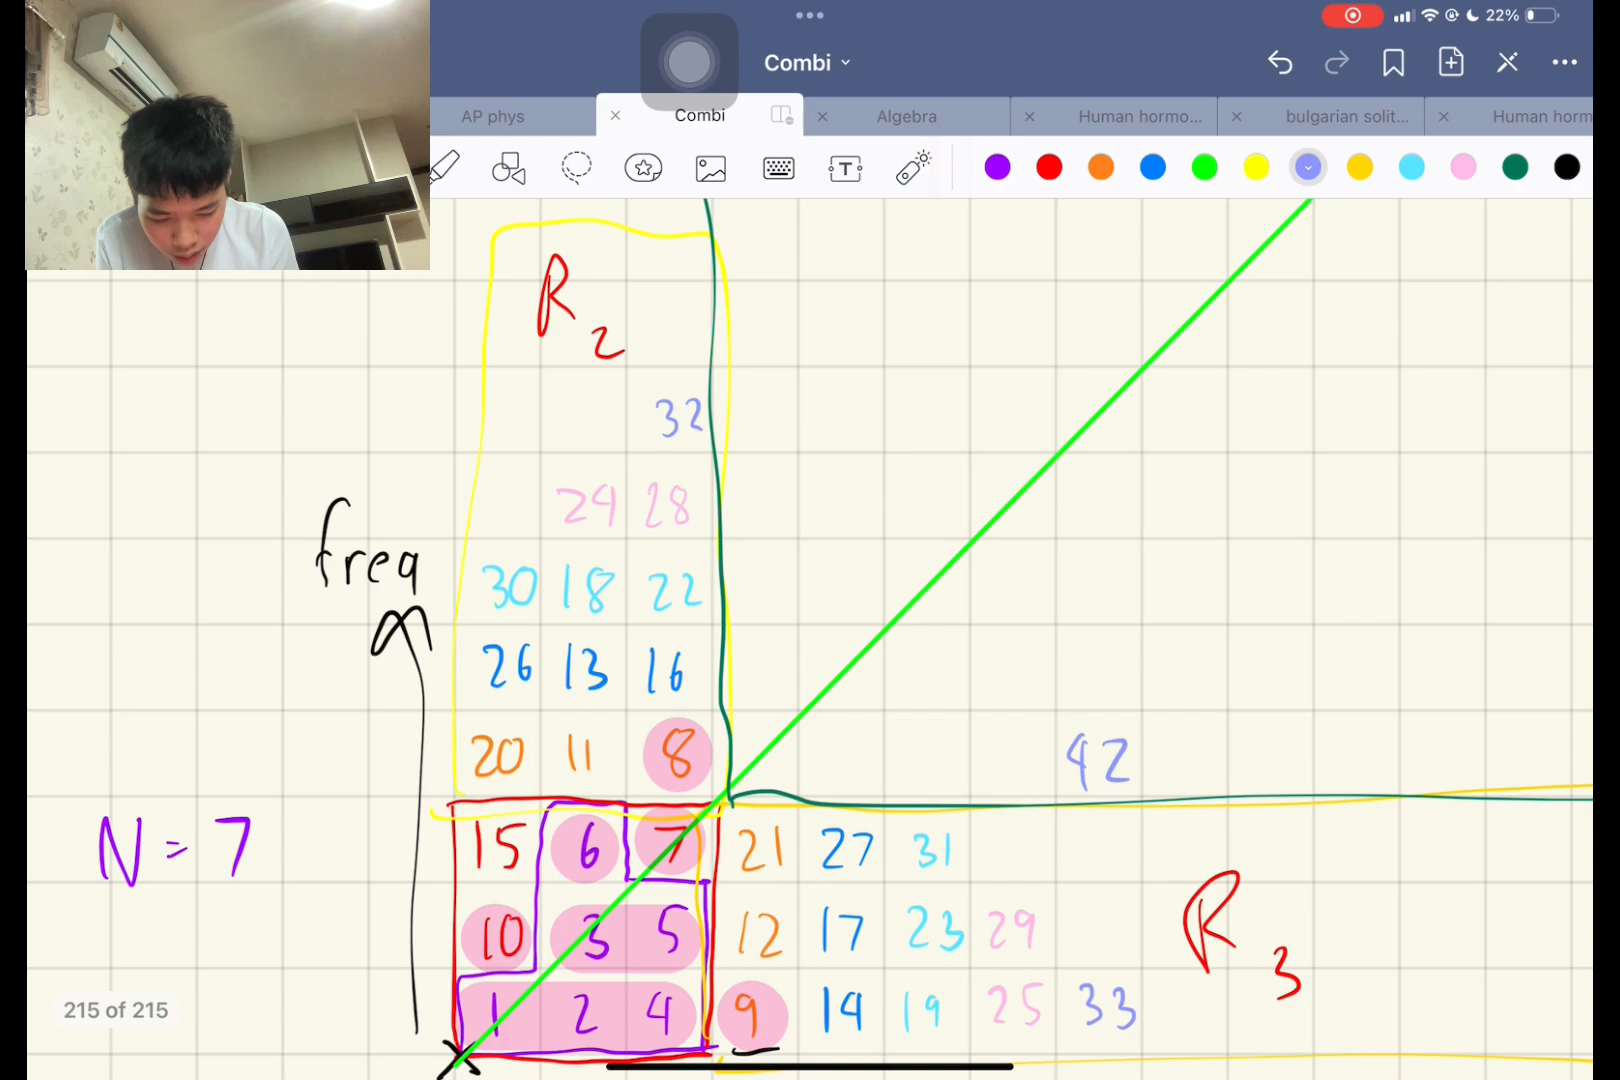 22%
Combi
AP phys
Combi
Algebra
Human hormo...
bulgarian solit...
Human horm
T
R2
32
24 28
freq
30 18 22
26 13 16
20 11 8
42
N = 7
15 6 7 21 27 31
10 3 5 12 17 23 29
R3
1 2 4 9 14 19 25 33
215 of 215